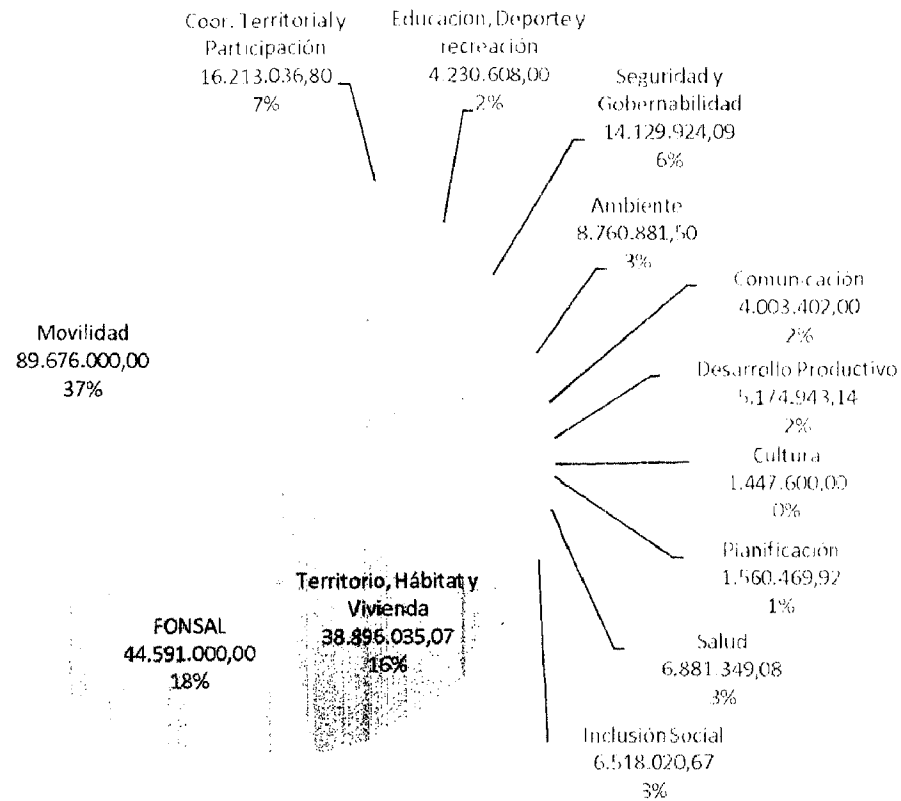 Coor. Territorial y
Participación
16.213.036,80
7%
Educación, Deporte y
recreación
4.230.608,00
2%
Seguridad y
Gobernabilidad
14.129.924,09
6%
Ambiente
8.760.881,50
3%
Comunicación
4.003.402,00
2%
Desarrollo Productivo
5.174.943,14
2%
Cultura
1.447.600,00
0%
Planificación
1.560.469,92
1%
Salud
6.881.349,08
3%
Inclusión Social
6.518.020,67
3%
Territorio, Hábitat y
Vivienda
38.896.035,07
16%
FONSAL
44.591.000,00
18%
Movilidad
89.676.000,00
37%